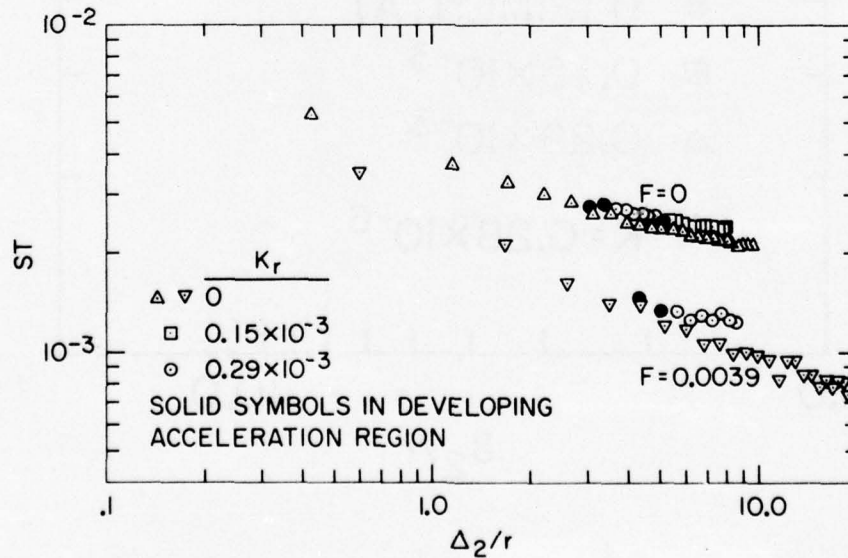 10⁻²
F=0
ST
Kᵣ
0
0.15×10⁻³
0.29×10⁻³
10⁻³
F=0.0039
SOLID SYMBOLS IN DEVELOPING
ACCELERATION REGION
.1
1.0
10.0
Δ₂/r